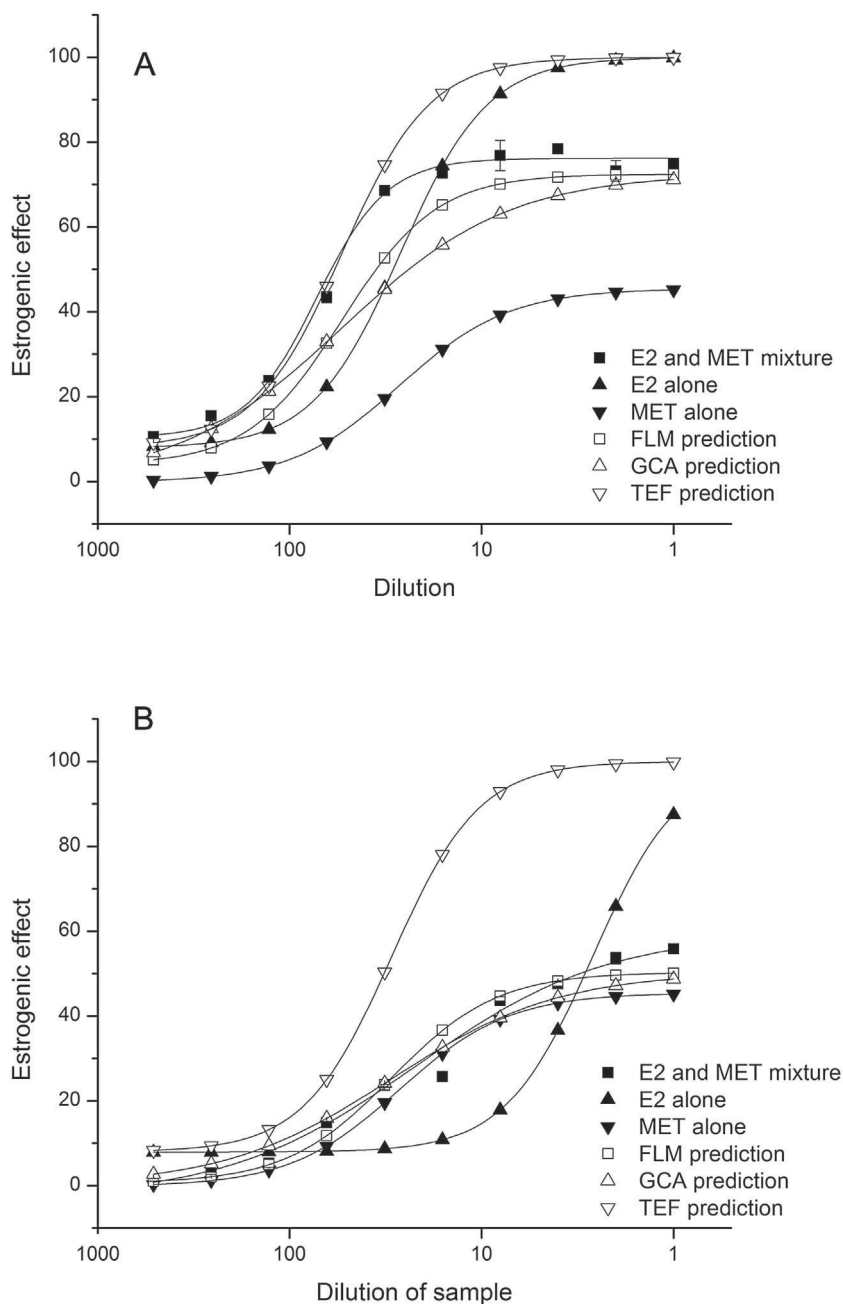 A
100
80
60
40
20
0
Estrogenic effect
E2 and MET mixture
E2 alone
MET alone
FLM prediction
GCA prediction
TEF prediction
1000 100 10 1
Dilution
B
100
80
60
40
20
0
Estrogenic effect
E2 and MET mixture
E2 alone
MET alone
FLM prediction
GCA prediction
TEF prediction
1000 100 10 1
Dilution of sample